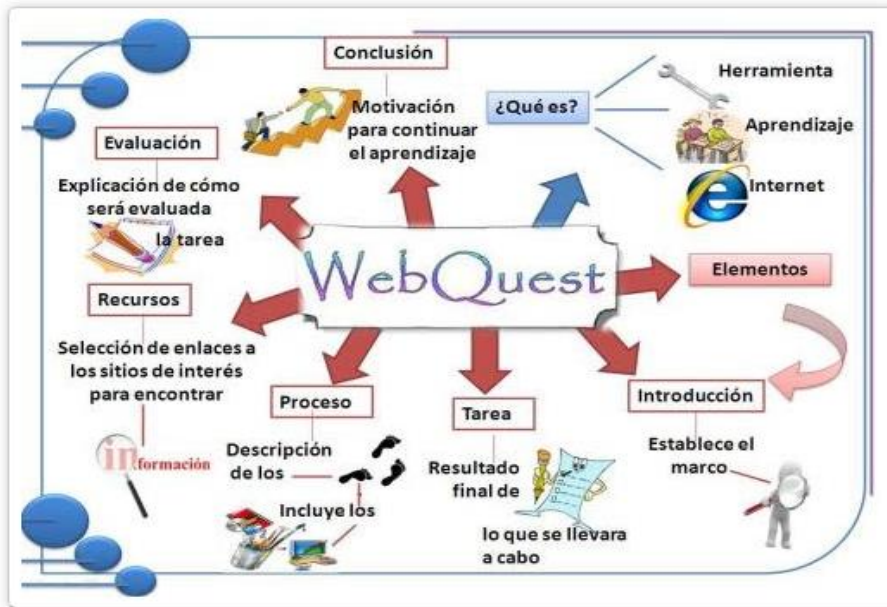 WebQuest
¿Qué es?
Herramienta
Aprendizaje
Internet
Elementos
Introducción
Establece el
marco
Tarea
Resultado
final de
lo que se llevara
a cabo
Proceso
Descripción
de los
Incluye los
Recursos
Selección de enlaces a
los sitios de interés
para encontrar
información
Evaluación
Explicación de cómo
será evaluada
la tarea
Conclusión
Motivación
para continuar
el aprendizaje